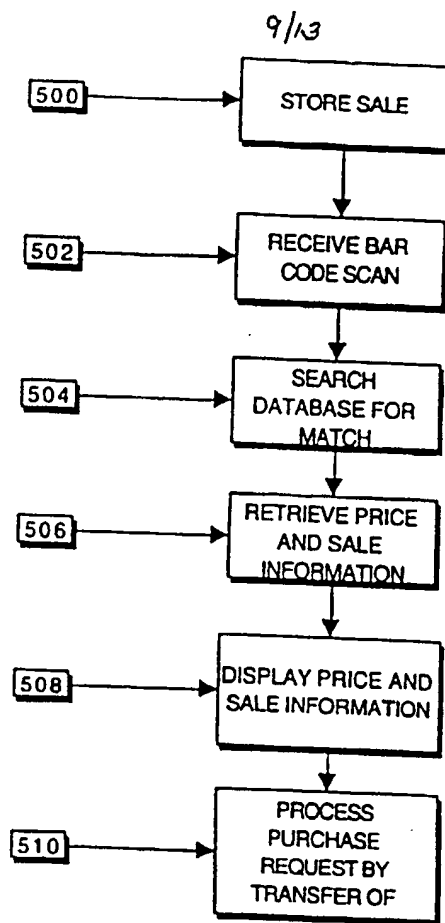 9/13
500
STORE SALE
502
RECEIVE BAR
CODE SCAN
504
SEARCH
DATABASE FOR
MATCH
506
RETRIEVE PRICE
AND SALE
INFORMATION
508
DISPLAY PRICE AND
SALE INFORMATION
510
PROCESS
PURCHASE
REQUEST BY
TRANSFER OF